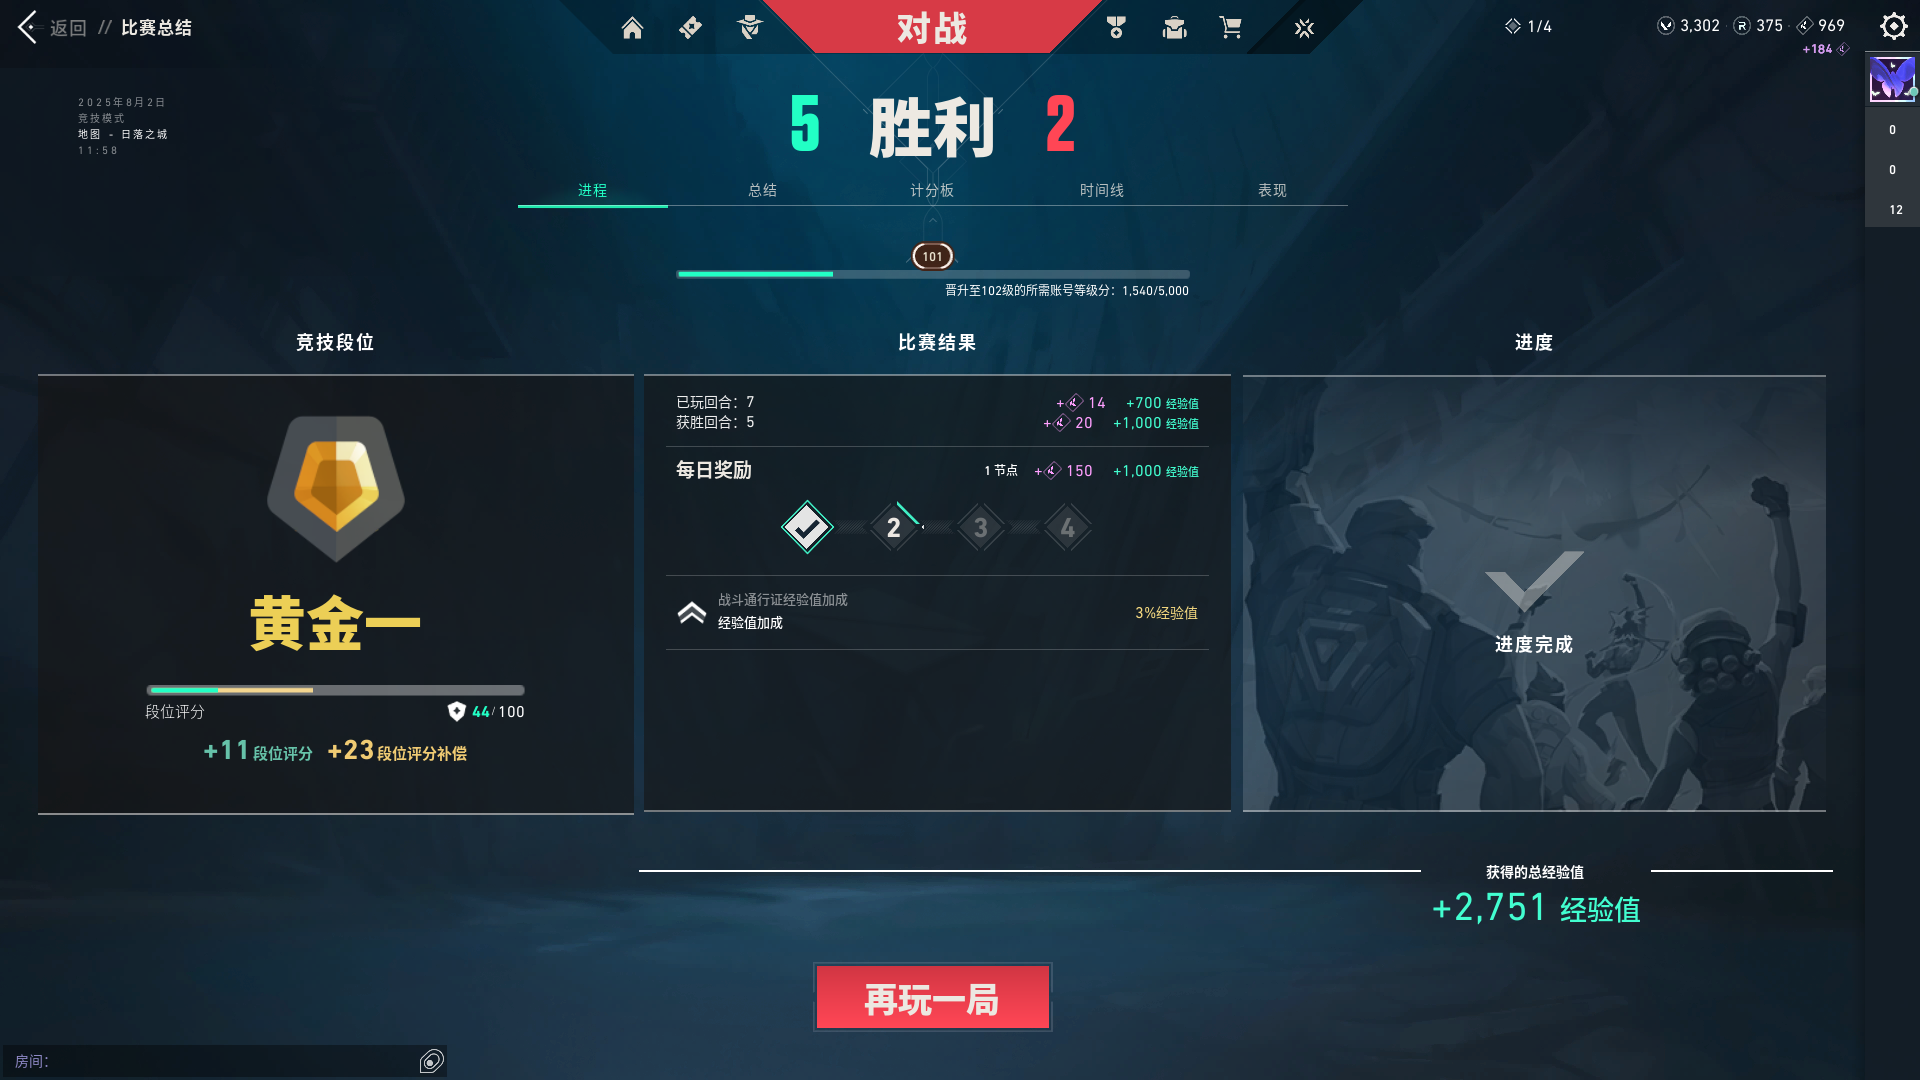 返回 // 比赛总结
对战
1/4
3,302
375
969
+184
2025年8月2日
竞技模式
地图 - 日落之城
11:58
5 胜利 2
0
0
12
进程
总结
计分板
时间线
表现
101
晋升至102级的所需账号等级分：1,540/5,000
竞技段位
黄金一
段位评分
44/100
+11段位评分 +23段位评分补偿
比赛结果
已玩回合：7 +14 +700 经验值
获胜回合：5 +20 +1,000 经验值
每日奖励 1 节点 +150 +1,000 经验值
2 3 4
战斗通行证经验值加成
经验值加成
3%经验值
进度
进度完成
获得的总经验值
+2,751 经验值
再玩一局
房间：